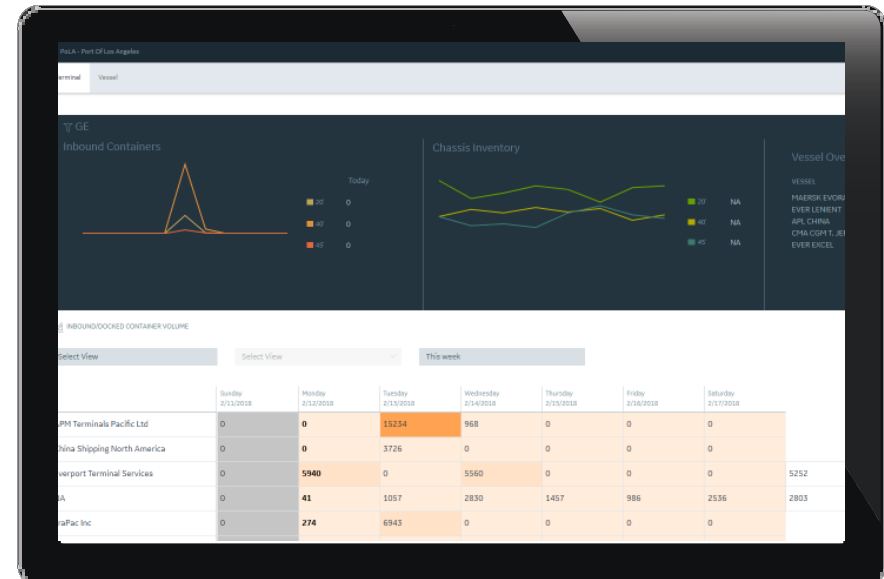 PoLA - Port Of Los Angeles
erminal Vessel
GE
Inbound Containers
Today
20' 0
40' 0
45' 0
Chassis Inventory
20' NA
40' NA
45' NA
Vessel Ove
VESSEL
MAERSK EVORA
EVER LENIENT
APL CHINA
CMA CGM T. JE
EVER EXCEL
INBOUND/DOCKED CONTAINER VOLUME
Select View Select View This week
Sunday Monday Tuesday Wednesday Thursday Friday Saturday
2/11/2018 2/12/2018 2/13/2018 2/14/2018 2/15/2018 2/16/2018 2/17/2018
PM Terminals Pacific Ltd 0 0 15234 968 0 0 0
hina Shipping North America 0 0 3726 0 0 0 0
verport Terminal Services 0 5940 0 5560 0 0 0 5252
IA 0 41 1057 2830 1457 986 2536 2803
raPac Inc 0 274 6943 0 0 0 0